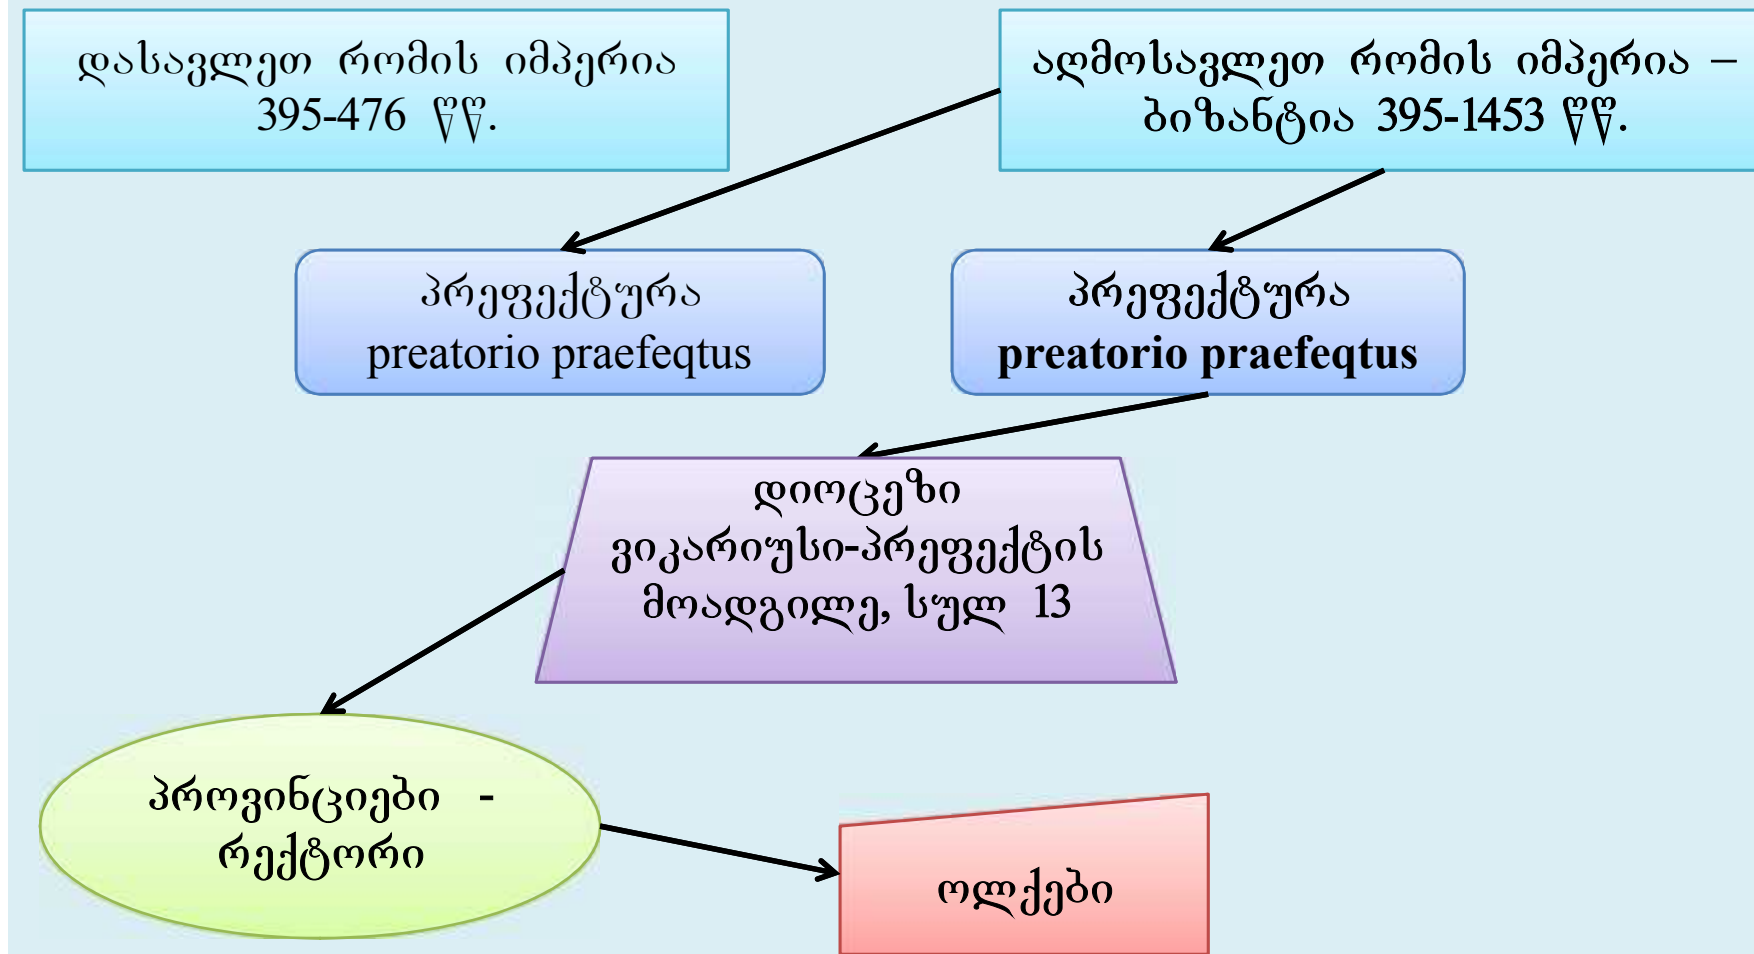 დასავლეთ რომის იმპერია
395-476 წწ.
აღმოსავლეთ რომის იმპერია –
ბიზანტია 395-1453 წწ.
პრეფექტურა
preatorio praefeqtus
პრეფექტურა
preatorio praefeqtus
დიოცეზი
ვიკარიუსი-პრეფექტის
მოადგილე, სულ 13
პროვინციები -
რექტორი
ოლქები